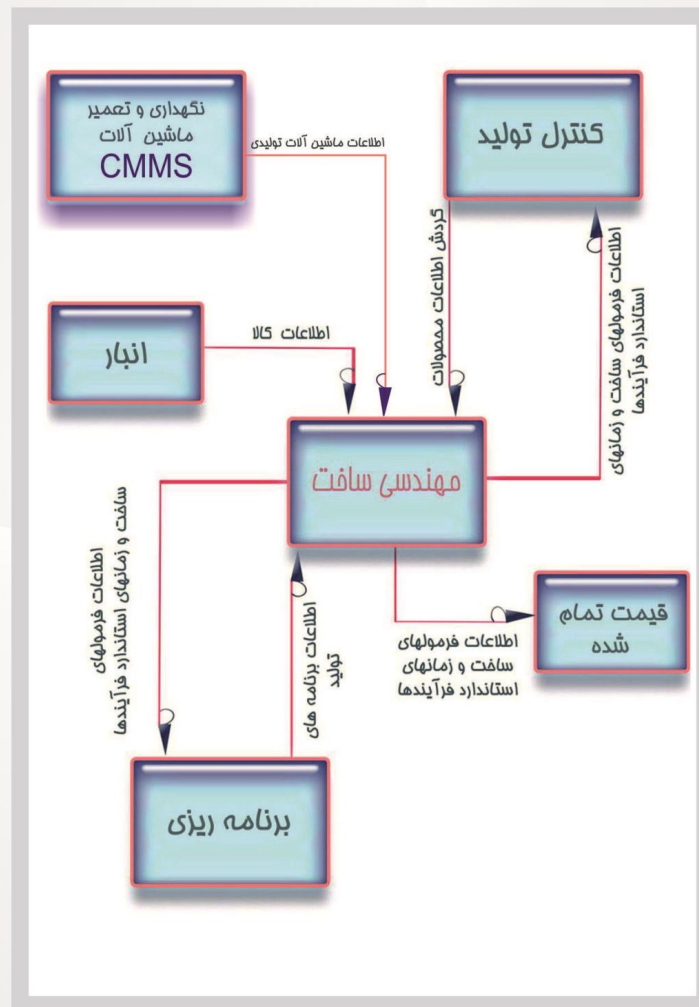 نگهداری و تعمیر
ماشین آلات
CMMS
کنترل تولید
اطلاعات ماشین آلات تولیدی
گردش اطلاعات محصولات
اطلاعات فرمولهای ساخت و زمانهای
استاندارد فرآیندها
انبار
اطلاعات کالا
مهندسی ساخت
اطلاعات فرمولهای
ساخت و زمانهای استاندارد فرآیندها
اطلاعات برنامه های
تولید
قیمت تمام
شده
اطلاعات فرمولهای
ساخت و زمانهای
استاندارد فرآیندها
برنامه ریزی